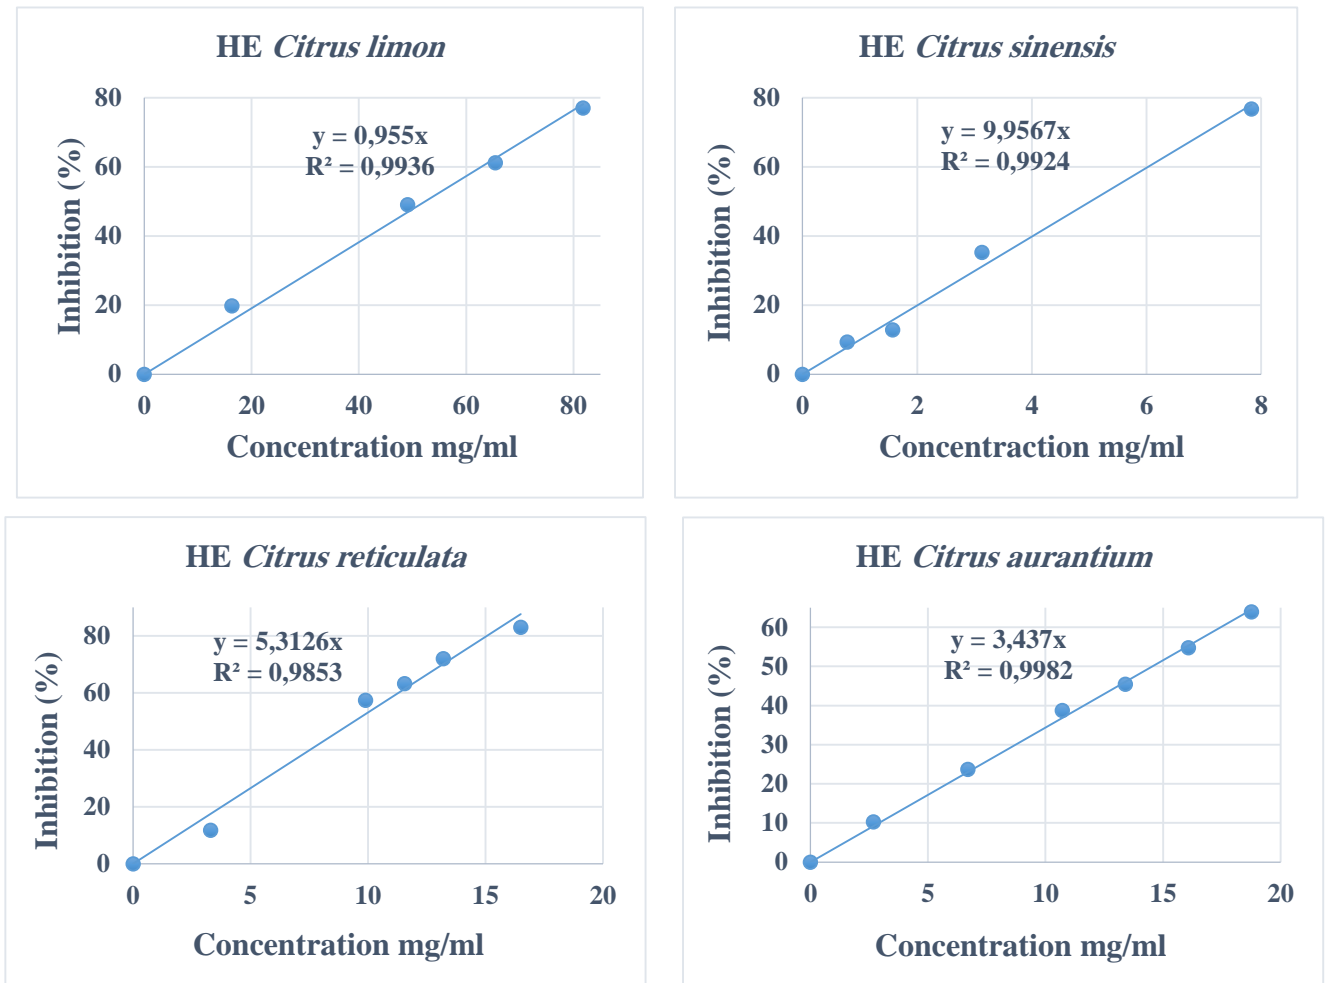 HE Citrus limon
80
60
40
20
0
y = 0,955x
R² = 0,9936
Inhibition (%)
0 20 40 60 80
Concentration mg/ml
HE Citrus sinensis
80
60
40
20
0
y = 9,9567x
R² = 0,9924
Inhibition (%)
0 2 4 6 8
Concentraction mg/ml
HE Citrus reticulata
80
60
40
20
0
y = 5,3126x
R² = 0,9853
Inhibition (%)
0 5 10 15 20
Concentration mg/ml
HE Citrus aurantium
60
50
40
30
20
10
0
y = 3,437x
R² = 0,9982
Inhibition (%)
0 5 10 15 20
Concentration mg/ml